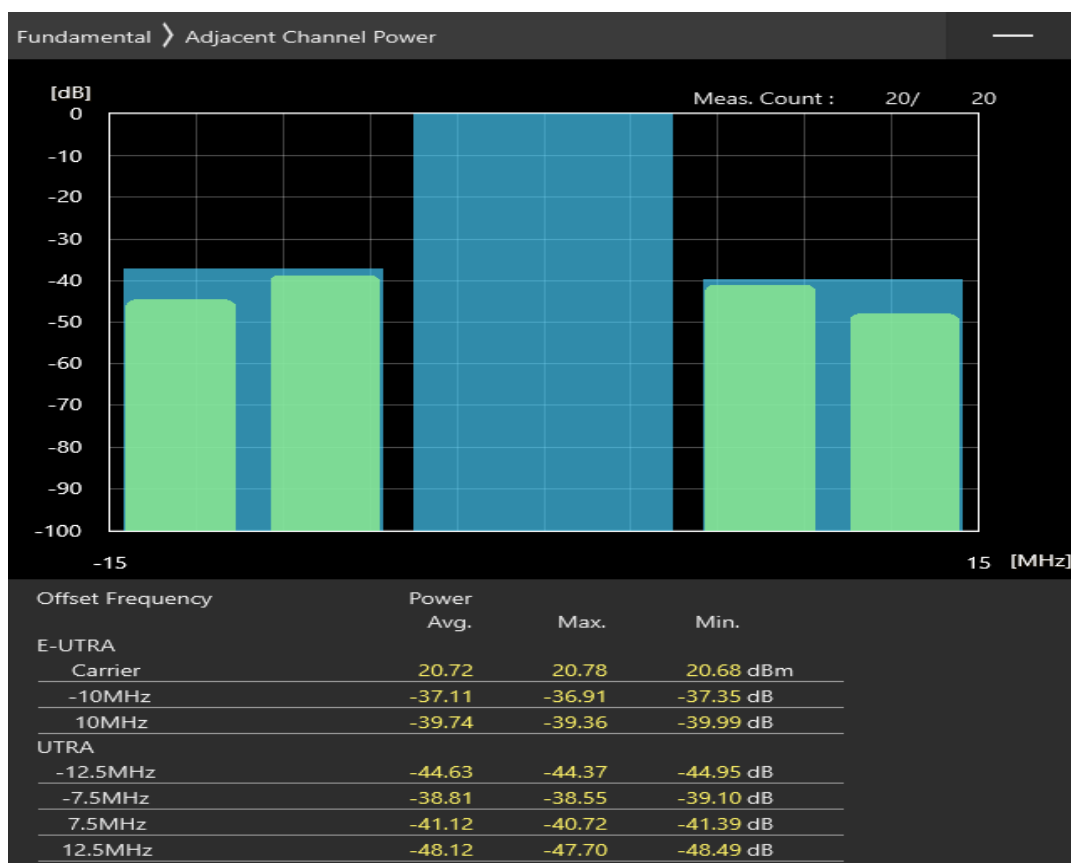 Fundamental ❯ Adjacent Channel Power
[dB]
Meas. Count : 20/ 20
0
-10
-20
-30
-40
-50
-60
-70
-80
-90
-100
-15 15 [MHz]
Offset Frequency Power
Avg. Max. Min.
E-UTRA
Carrier 20.72 20.78 20.68 dBm
-10MHz -37.11 -36.91 -37.35 dB
10MHz -39.74 -39.36 -39.99 dB
UTRA
-12.5MHz -44.63 -44.37 -44.95 dB
-7.5MHz -38.81 -38.55 -39.10 dB
7.5MHz -41.12 -40.72 -41.39 dB
12.5MHz -48.12 -47.70 -48.49 dB